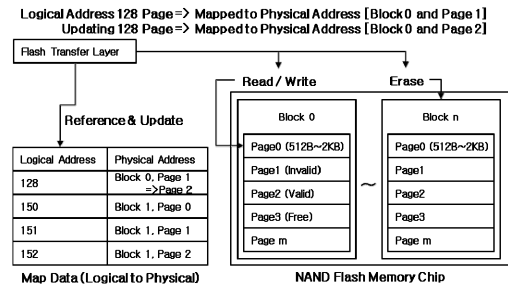 Logical Address 128 Page => Mapped to Physical Address [Block 0 and Page 1]
Updating 128 Page => Mapped to Physical Address [Block 0 and Page 2]
Flash Transfer Layer
Read / Write
Erase
Reference & Update
Logical Address Physical Address
128 Block 0, Page 1
=>Page 2
150 Block 1, Page 0
151 Block 1, Page 1
152 Block 1, Page 2
Map Data (Logical to Physical)
Block 0
Page0 (512B~2KB)
Page1 (Invalid)
Page2 (Valid)
Page3 (Free)
Page m
~
Block n
Page0 (512B~2KB)
Page1
Page2
Page3
Page m
NAND Flash Memory Chip